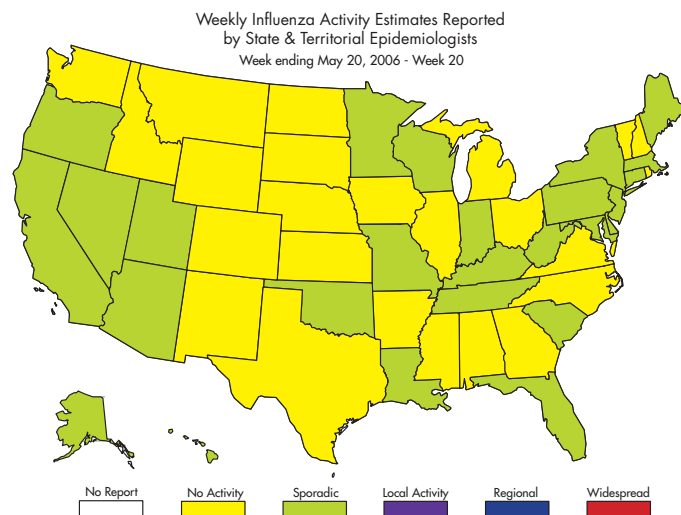 Weekly Influenza Activity Estimates Reported
by State & Territorial Epidemiologists
Week ending May 20, 2006 - Week 20
No Report No Activity Sporadic Local Activity Regional Widespread